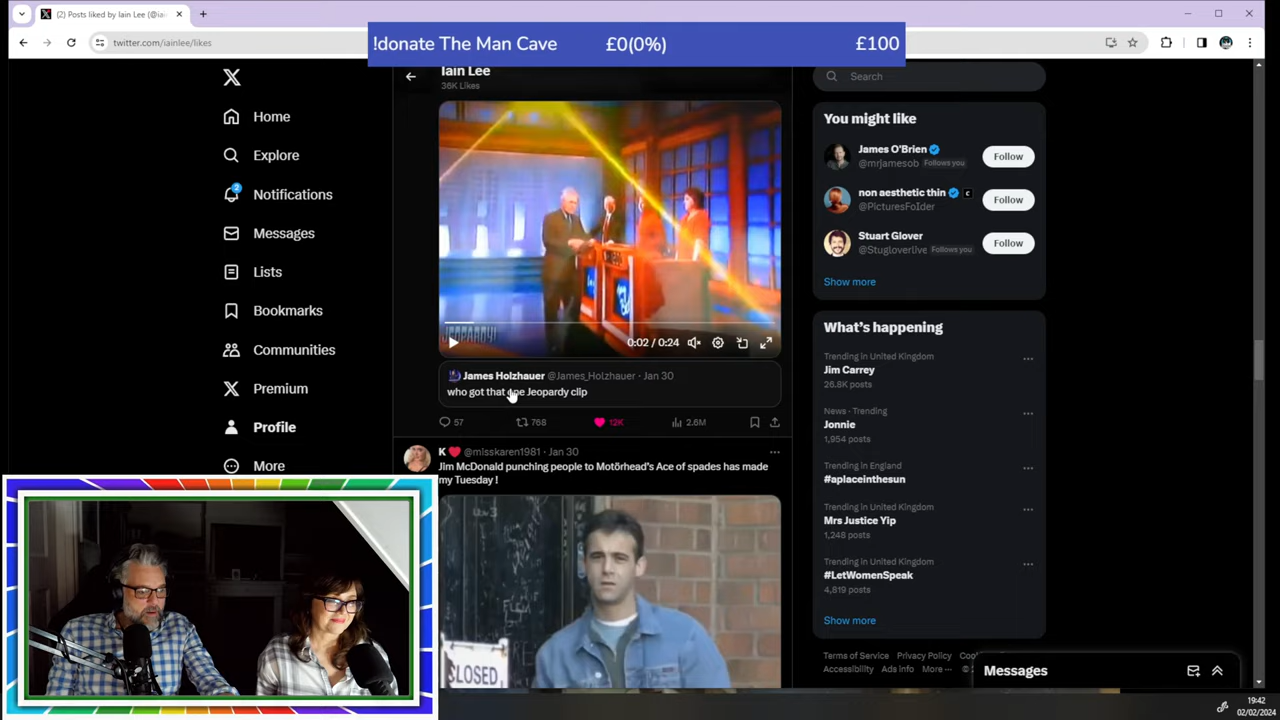 (2) Posts liked by Iain Lee (@iai
twitter.com/iainlee/likes
!donate The Man Cave £0(0%) £100
Iain Lee
36K Likes
Home
Explore
2
Notifications
Messages
Lists
Bookmarks
Communities
Premium
Profile
More
JEOPARDY!
0:02 / 0:24
James Holzhauer @James_Holzhauer · Jan 30
who got that one Jeopardy clip
57 768 12K 2.6M
K @misskaren1981 · Jan 30
Jim McDonald punching people to Motörhead's Ace of spades has made
my Tuesday !
CLOSED
Search
You might like
James O'Brien
@mrjamesob Follows you
Follow
non aesthetic thin
@PicturesFoIder
Follow
Stuart Glover
@Stugloverlive Follows you
Follow
Show more
What's happening
Trending in United Kingdom
Jim Carrey
26.8K posts
News · Trending
Jonnie
1,954 posts
Trending in England
#aplaceinthesun
Trending in United Kingdom
Mrs Justice Yip
1,248 posts
Trending in United Kingdom
#LetWomenSpeak
4,819 posts
Show more
Terms of Service Privacy Policy Coo
Accessibility Ads info More ···
Messages
19:42
02/02/2024